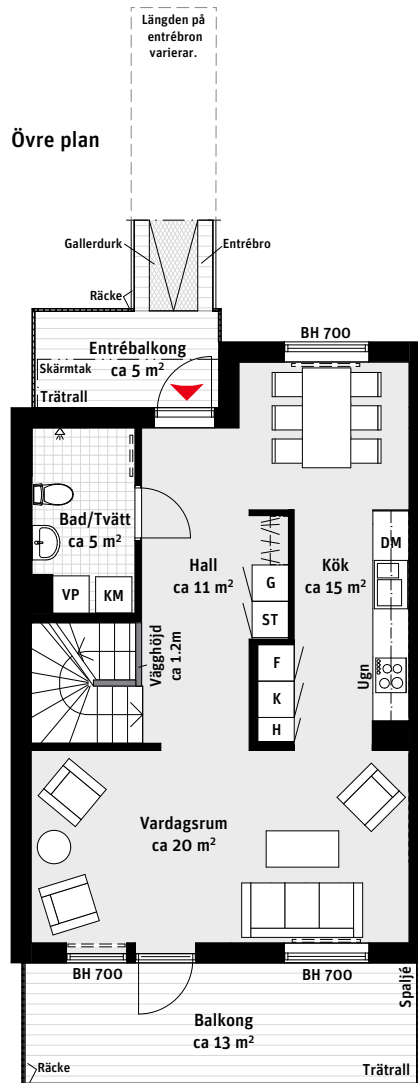 Längden på
entrébron
varierar.
Övre plan
Gallerdurk
Entrébro
Räcke
BH 700
Entrébalkong
ca 5 m²
Skärmtak
Trätrall
Bad/Tvätt
ca 5 m²
DM
Hall
ca 11 m²
Kök
ca 15 m²
G
VP
KM
ST
Vägghöjd
ca 1.2m
F
Ugn
K
H
Vardagsrum
ca 20 m²
BH 700
BH 700
Spaljé
Balkong
ca 13 m²
Räcke
Trätrall